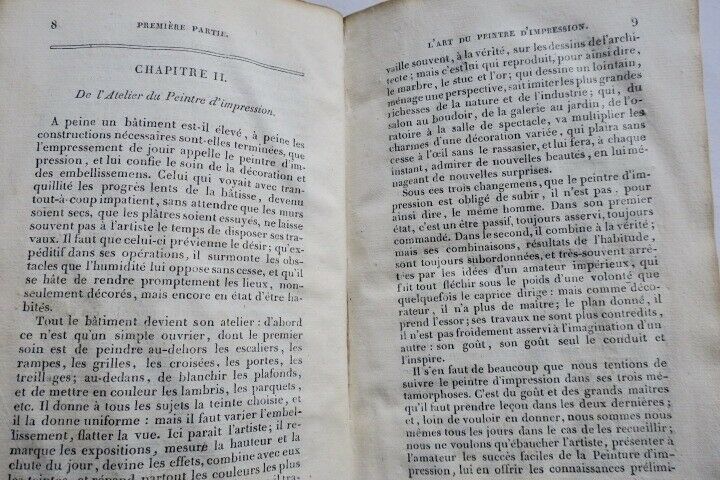 8 PREMIÈRE PARTIE.
CHAPITRE II.
De l'Atelier du Peintre d'impression.
A peine un bâtiment est-il élevé, à peine les
constructions nécessaires sont-elles terminées, que
l'empressement de jouir appelle le peintre d'im-
pression, et lui confie le soin de la décoration et
des embellissemens. Celui qui voyait avec tran-
quillité les progrès lents de la bâtisse, devenu
tout-à-coup impatient, sans attendre que les murs
soient secs, que les plâtres soient essuyés, ne laisse
souvent pas à l'artiste le temps de disposer ses tra-
vaux. Il faut que celui-ci prévienne le désir; qu'ex-
péditif dans ses opérations, il surmonte les obs-
tacles que l'humidité lui oppose sans cesse, et qu'il
se hâte de rendre promptement les lieux, non-
seulement décorés, mais encore en état d'être ha-
bités.
Tout le bâtiment devient son atelier: d'abord
ce n'est qu'un simple ouvrier, dont le premier
soin est de peindre au-dehors les escaliers, les
rampes, les grilles, les croisées, les portes, les
treillages; au-dedans, de blanchir les plafonds,
et de mettre en couleur les lambris, les parquets,
etc. Il donne à tous les sujets la teinte choisie, et
il la donne uniforme: mais il faut varier l'embel-
lissement, flatter la vue. Ici paraît l'artiste; il re-
marque les expositions, mesure la hauteur et la
chute du jour, devine les effets, combine avec eux
et répand partout les couleurs les plus
L'ART DU PEINTRE D'IMPRESSION. 9
vaille souvent, à la vérité, sur les dessins de l'archi-
tecte; mais c'est lui qui reproduit, pour ainsi dire,
le marbre, le stuc et l'or; qui dessine un lointain,
ménage une perspective, sait imiter les plus grandes
richesses de la nature et de l'industrie; qui, du
salon au boudoir, de la galerie au jardin, de l'o-
ratoire à la salle de spectacle, va multiplier les
charmes d'une décoration variée, qui plaira sans
cesse à l'œil sans le rassasier, et lui fera, à chaque
instant, admirer de nouvelles beautés, en lui mé-
nageant de nouvelles surprises.
Sous ces trois changemens, que le peintre d'im-
pression est obligé de subir, il n'est pas, pour
ainsi dire, le même homme. Dans son premier
état, c'est un être passif, toujours asservi, toujours
commandé. Dans le second, il combine à la vérité;
mais ses combinaisons, résultats de l'habitude,
sont toujours subordonnées, et très-souvent arrê-
tées par les idées d'un amateur impérieux, qui
fait tout fléchir sous le poids d'une volonté que
quelquefois le caprice dirige: mais comme déco-
rateur, il n'a plus de maître; le plan donné, il
prend l'essor; ses travaux ne sont plus contredits,
il n'est pas froidement asservi à l'imagination d'un
autre: son goût, son goût seul le conduit et
l'inspire.
Il s'en faut de beaucoup que nous tentions de
suivre le peintre d'impression dans ses trois mé-
tamorphoses. C'est du goût et des grands maîtres
qu'il faut prendre leçon dans les deux dernières;
et, loin de vouloir en donner, nous sommes nous
mêmes tous les jours dans le cas de les recueillir;
nous ne voulons qu'ébaucher l'artiste, présenter à
l'amateur les succès faciles de la Peinture d'im-
pression, lui en offrir les connaissances prélimi-